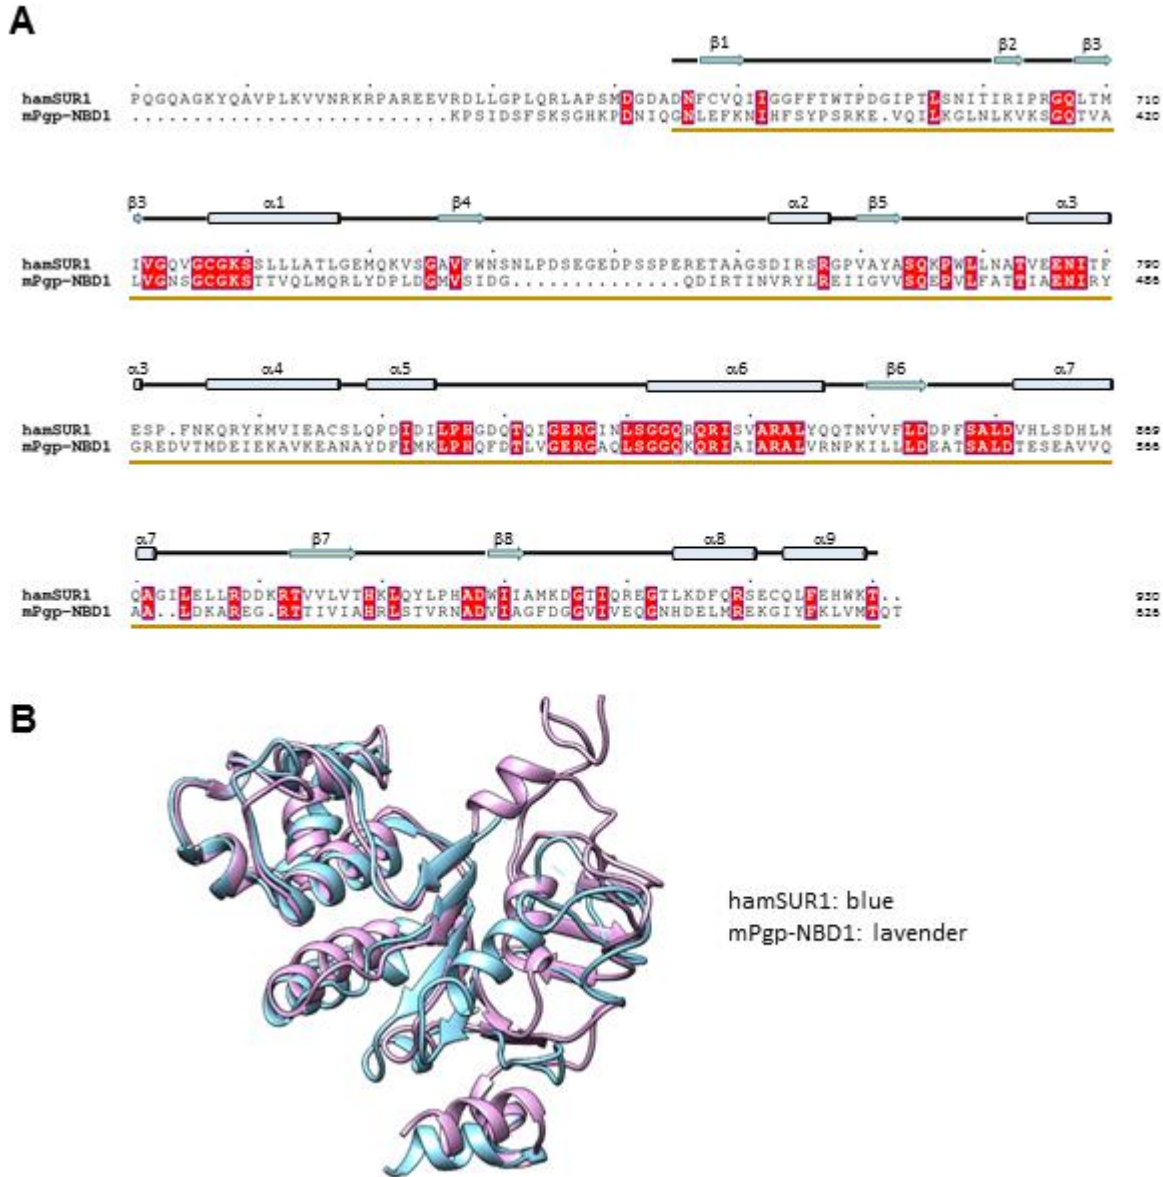 A
β1 β2 β3
hamSUR1 PQGQAGKYQAVPLKVVNRKRPAREEVRDLLGPLQRLAPSMDGDADNFCVQIIGGFFTWTPDGIPTLSNITIRIPRGQLTM 710
mPgp-NBD1 ...........................KPSIDSFSKSGHKPDNIQGNLEFKNIHFSYPSRKE.VQILKGLNLKVKSGQTVA 420
β3 α1 β4 α2 β5 α3
hamSUR1 IVGQVGCGKSSLLLATLGEMQKVSGAVFWNSNLPDSEGEDPSSPERETAAGSDIRSRGPVAYASQKPWLLNATVEENITF 790
mPgp-NBD1 LVGNSGCGKSTTVQLMQRLYDPLDGMVSIDG.............QDIRTINVRYLREIIGVVSQEPVLFATTIAENIRY 486
α3 α4 α5 α6 β6 α7
hamSUR1 ESP.FNKQRYKMVIEACSLQPDIDILPHGDQTQIGERGINLSGGQRQRISVARALYQQTNVVFLDDPFSALDVHLSDHLM 869
mPgp-NBD1 GREDVTMDEIEKAVKEANAYDFIMKLPHQFDTLVGERGAQLSGGQKQRIAIARALVRNPKILLLDEATSALDTESEAVVQ 566
α7 β7 β8 α8 α9
hamSUR1 QAGILELLRDDKRTVVLVTHKLQYLPHADWIIAMKDGTIQREGTLKDFQRSECQLFEHWKT.. 930
mPgp-NBD1 AA..LDKAREG.RTTIVIAHRLSTVRNADVIAGFDGGVIVEQGNHDELMREKGIYFKLVMTQT 626
B
hamSUR1: blue
mPgp-NBD1: lavender